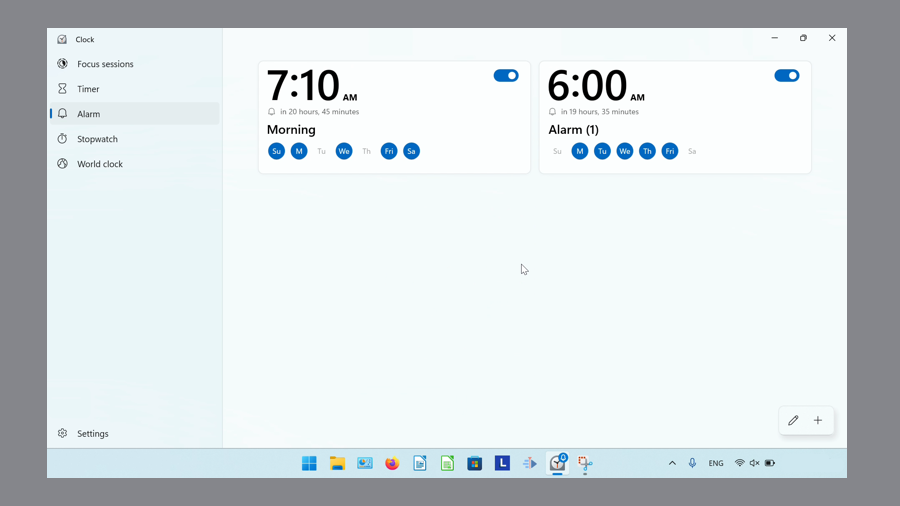 Clock
Focus sessions
Timer
Alarm
Stopwatch
World clock
Settings
7:10 AM
in 20 hours, 45 minutes
Morning
Su M Tu We Th Fri Sa
6:00 AM
in 19 hours, 35 minutes
Alarm (1)
Su M Tu We Th Fri Sa
L
ENG